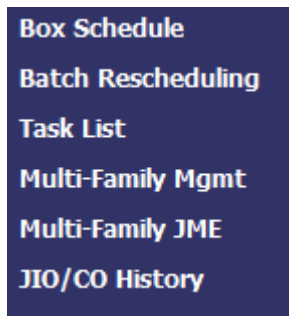 Box Schedule
Batch Rescheduling
Task List
Multi-Family Mgmt
Multi-Family JME
JIO/CO History